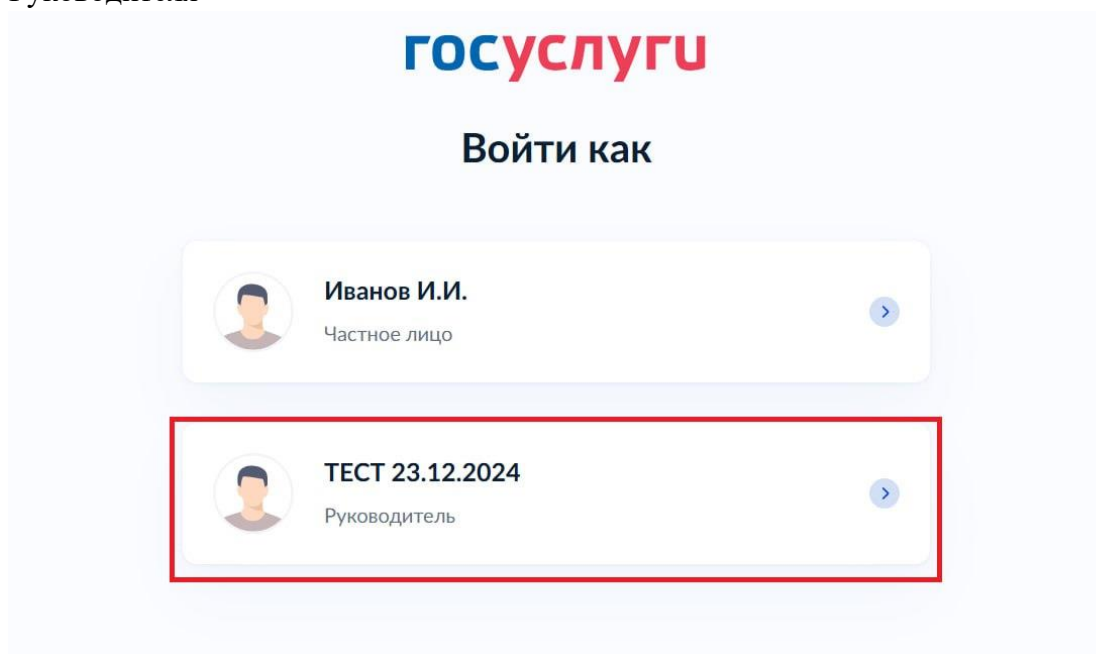 госуслуги
Войти как
Иванов И.И.
Частное лицо
ТЕСТ 23.12.2024
Руководитель